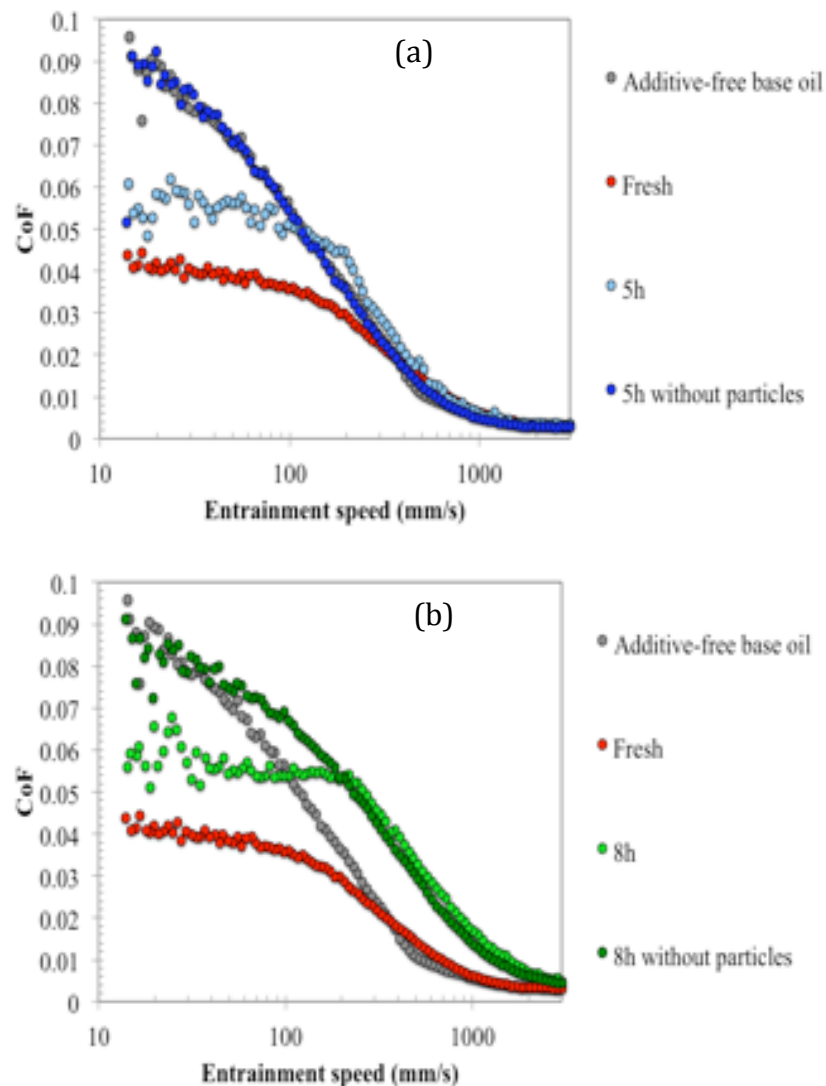 0.1
(a)
0.09
0.08
0.07
0.06
0.05
0.04
0.03
0.02
0.01
0
CoF
10
100
1000
Entrainment speed (mm/s)
Additive-free base oil
Fresh
5h
5h without particles
0.1
(b)
0.09
0.08
0.07
0.06
0.05
0.04
0.03
0.02
0.01
0
CoF
10
100
1000
Entrainment speed (mm/s)
Additive-free base oil
Fresh
8h
8h without particles